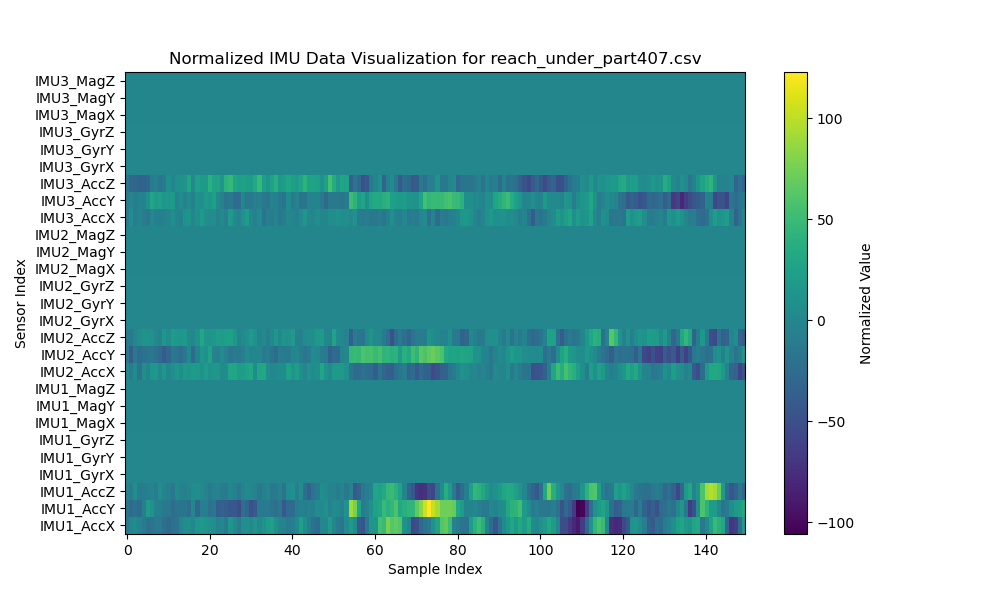 Normalized IMU Data Visualization for reach_under_part407.csv
IMU3_MagZ
IMU3_MagY
IMU3_MagX
IMU3_GyrZ
IMU3_GyrY
IMU3_GyrX
IMU3_AccZ
IMU3_AccY
IMU3_AccX
IMU2_MagZ
IMU2_MagY
IMU2_MagX
IMU2_GyrZ
IMU2_GyrY
IMU2_GyrX
IMU2_AccZ
IMU2_AccY
IMU2_AccX
IMU1_MagZ
IMU1_MagY
IMU1_MagX
IMU1_GyrZ
IMU1_GyrY
IMU1_GyrX
IMU1_AccZ
IMU1_AccY
IMU1_AccX
Sensor Index
0 20 40 60 80 100 120 140
Sample Index
100
50
0
−50
−100
Normalized Value